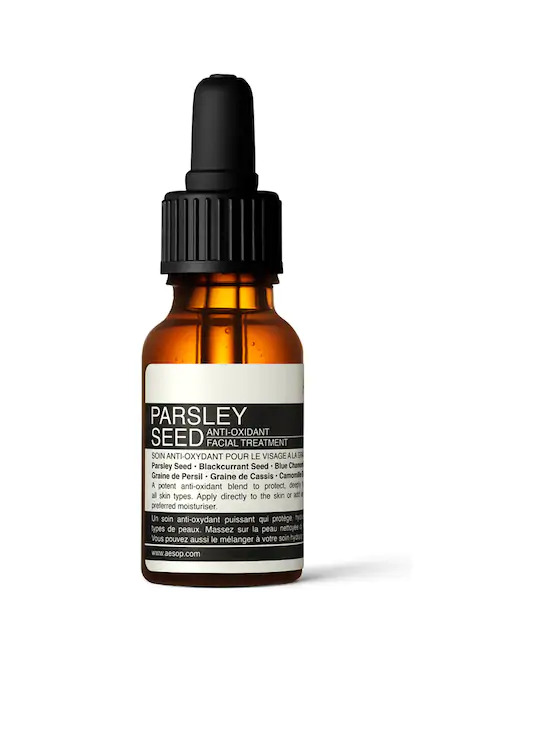 PARSLEY
SEED ANTI-OXIDANT
FACIAL TREATMENT
SOIN ANTI-OXYDANT POUR LE VISAGE A LA
Parsley Seed • Blackcurrant Seed • Blue
Graine de Persil • Graine de Cassis •
A potent anti-oxidant blend to protect, deeply
all skin types. Apply directly to the skin or add
preferred moisturiser.
Un soin anti-oxydant puissant qui protège,
types de peaux. Massez sur la peau nettoyée
Vous pouvez aussi le mélanger à votre soin
www.aesop.com